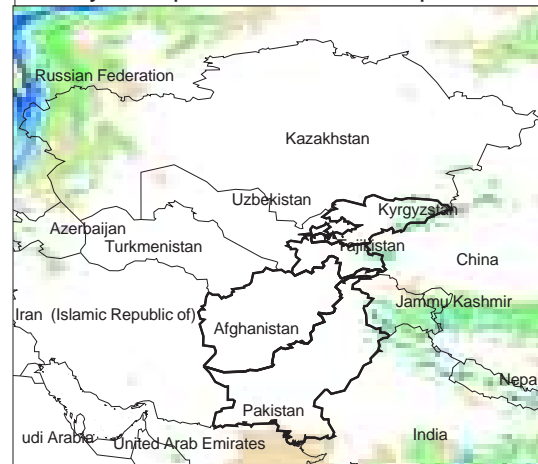 Russian Federation
Kazakhstan
Uzbekistan
Kyrgyzstan
Azerbaijan
Turkmenistan
Tajikistan
China
Jammu/Kashmir
Iran (Islamic Republic of)
Afghanistan
Nepa
Pakistan
udi Arabia
United Arab Emirates
India